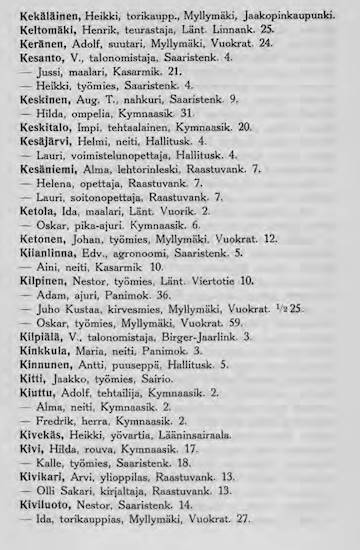 Kekäläinen, Heikki, torikaupp., Myllymäki, Jaakopinkaupunki.
Keltomäki, Henrik, teurastaja, Länt. Linnank. 25.
Keränen, Adolf, suutari, Myllymäki, Vuokrat. 24.
Kesanto, V., talonomistaja, Saaristenk. 4.
— Jussi, maalari, Kasarmik. 21.
— Heikki, työmies, Saaristenk. 4.
Keskinen, Aug. T., nahkuri, Saaristenk. 9.
— Hilda, ompelia, Kymnaasik. 31.
Keskitalo, Impi, tehtaalainen, Kymnaasik. 20.
Kesäjärvi, Helmi, neiti, Hallitusk. 4.
— Lauri, voimistelunopettaja, Hallitusk. 4.
Kesäniemi, Alma, lehtorinleski, Raastuvank. 7.
— Helena, opettaja, Raastuvank. 7.
— Lauri, soitonopettaja, Raastuvank. 7.
Ketola, Ida, maalari, Länt. Vuorik. 2.
— Oskar, pika-ajuri. Kymnaasik. 6.
Ketonen, Johan, työmies, Myllymäki, Vuokrat. 12.
Kiianlinna, Edv., agronoomi, Saaristenk. 5.
— Aini, neiti, Kasarmik 10.
Kilpinen, Nestor, työmies, Länt. Viertotie 10.
— Adam, ajuri, Panimok. 36.
— Juho Kustaa, kirvesmies, Myllymäki, Vuokrat. 1/2 25.
— Oskar, työmies, Myllymäki, Vuokrat. 59.
Kilpiälä, V., talonomistaja, Birger-Jaarlink. 3.
Kinkkula, Maria, neiti, Panimok. 3.
Kinnunen, Antti, puuseppä, Hallitusk. 5.
Kitti, Jaakko, työmies, Sairio.
Kiuttu, Adolf, tehtailija, Kymnaasik. 2.
— Alma, neiti, Kymnaasik. 2.
— Fredrik, herra, Kymnaasik. 2.
Kivekäs, Heikki, yövartia, Lääninsairaala.
Kivi, Hilda, rouva, Kymnaasik. 17.
— Kalle, työmies, Saaristenk. 18.
Kivikari, Arvi, ylioppilas, Raastuvank. 13.
— Olli Sakari, kirjaltaja, Raastuvank. 13.
Kiviluoto, Nestor, Saaristenk. 14.
— Ida, torikauppias, Myllymäki, Vuokrat. 27.